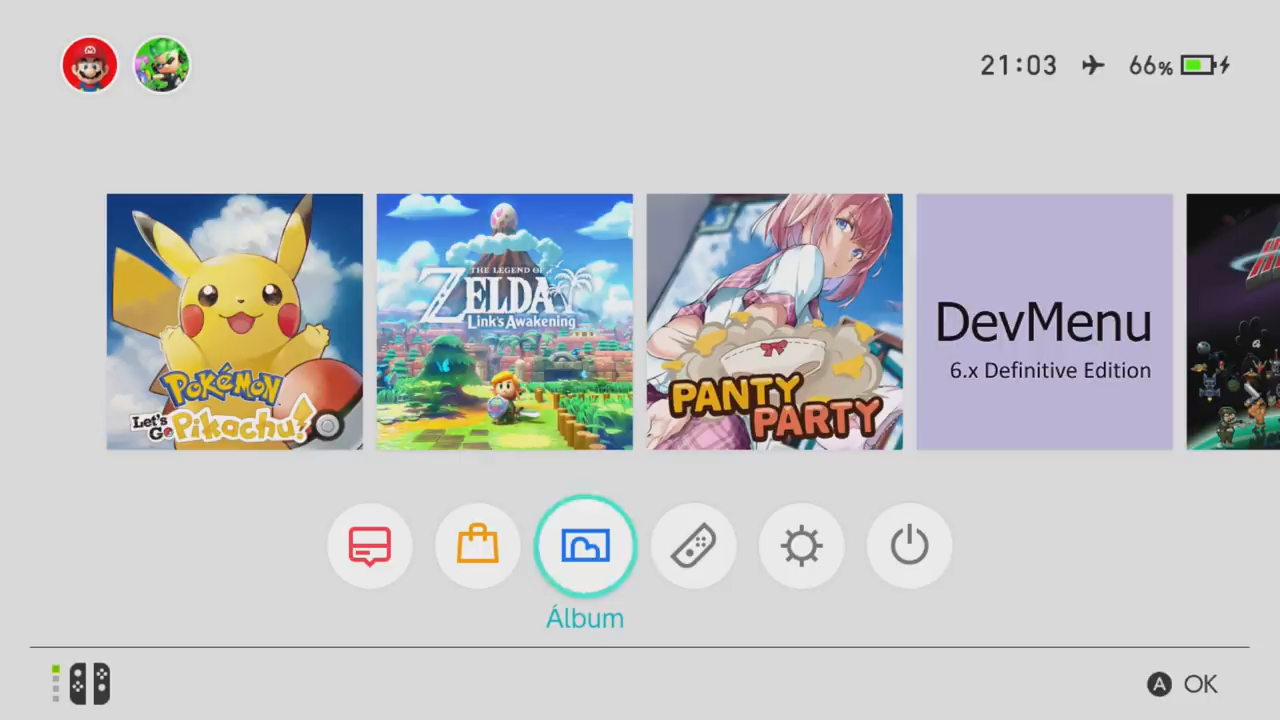 21:03
66%
POKÉMON
Let's Go Pikachu!
THE LEGEND OF
ZELDA
Link's Awakening
PANTY
PARTY
DevMenu
6.x Definitive Edition
Álbum
A OK